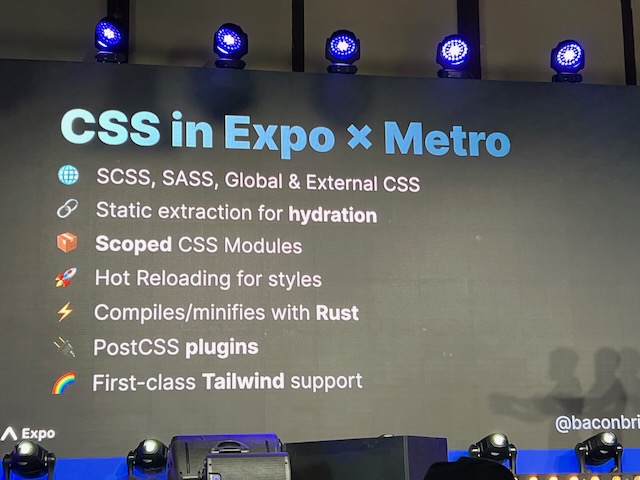 CSS in Expo × Metro
SCSS, SASS, Global & External CSS
Static extraction for hydration
Scoped CSS Modules
Hot Reloading for styles
Compiles/minifies with Rust
PostCSS plugins
First-class Tailwind support
Expo
@baconbri